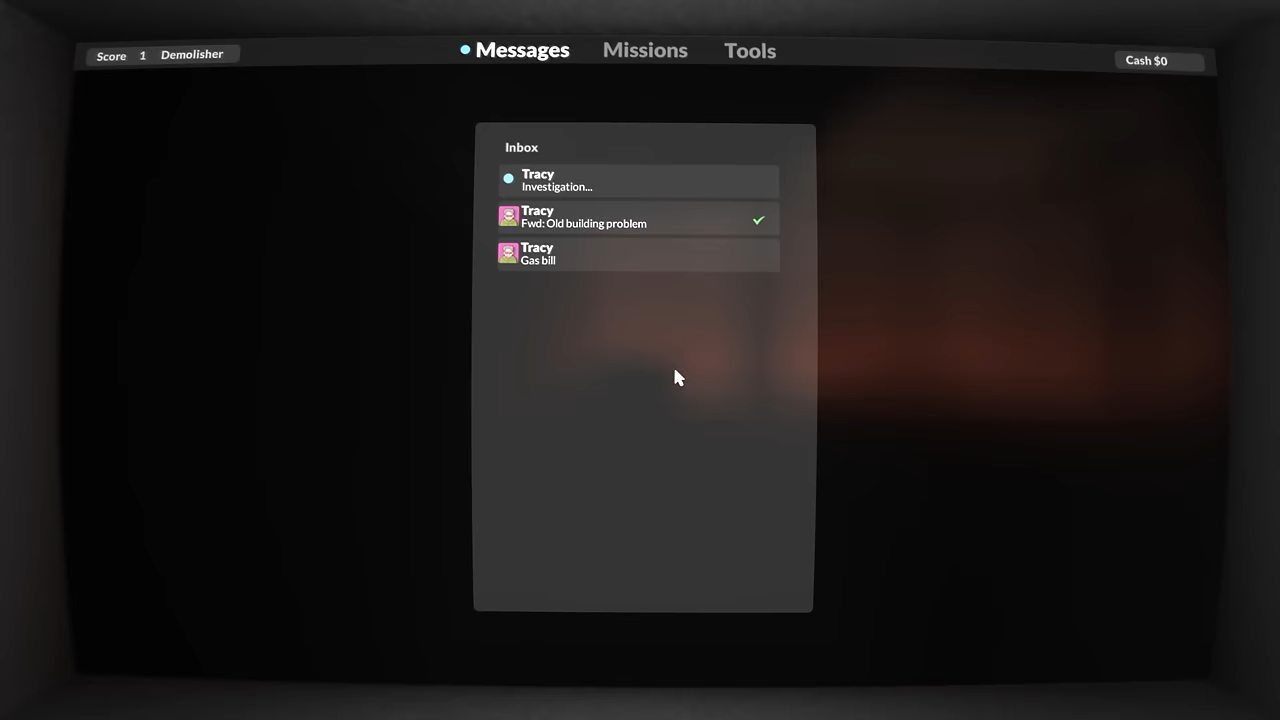 Score 1 Demolisher
Messages Missions Tools
Cash $0
Inbox
Tracy
Investigation...
Tracy
Fwd: Old building problem
Tracy
Gas bill